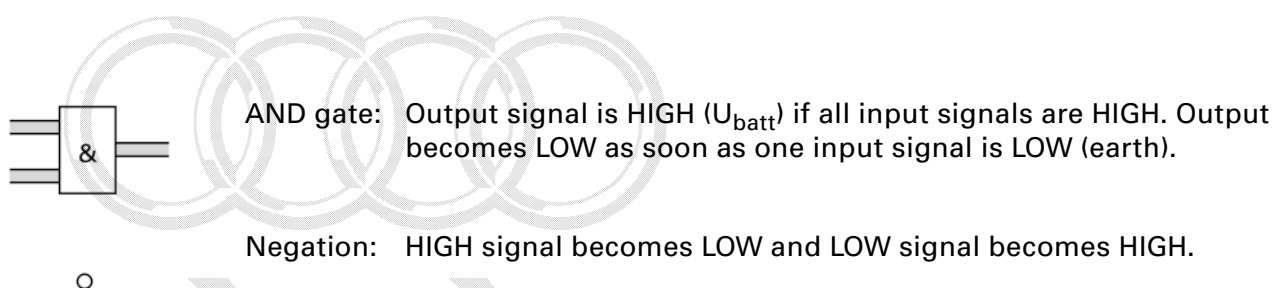 AND gate: Output signal is HIGH (Ubatt) if all input signals are HIGH. Output
becomes LOW as soon as one input signal is LOW (earth).
&
Negation: HIGH signal becomes LOW and LOW signal becomes HIGH.